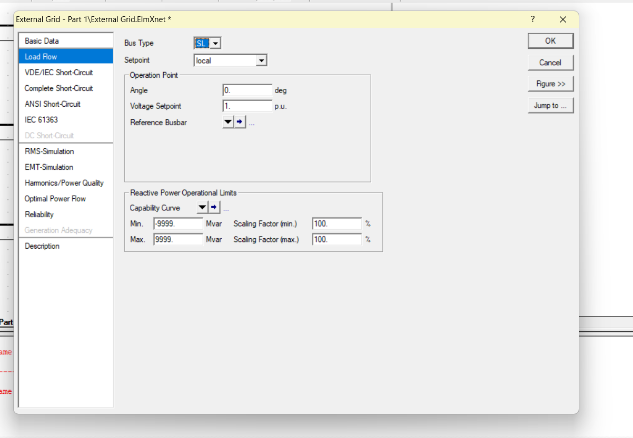 External Grid - Part 1\External Grid.ElmXnet *
? ×
Basic Data
Load Flow
VDE/IEC Short-Circuit
Complete Short-Circuit
ANSI Short-Circuit
IEC 61363
DC Short-Circuit
RMS-Simulation
EMT-Simulation
Harmonics/Power Quality
Optimal Power Flow
Reliability
Generation Adequacy
Description
Bus Type SL
Setpoint local
Operation Point
Angle 0. deg
Voltage Setpoint 1. p.u.
Reference Busbar ...
Reactive Power Operational Limits
Capability Curve ...
Min. -9999. Mvar Scaling Factor (min.) 100. %
Max. 9999. Mvar Scaling Factor (max.) 100. %
OK
Cancel
Figure >>
Jump to ...
Part
ame
ame